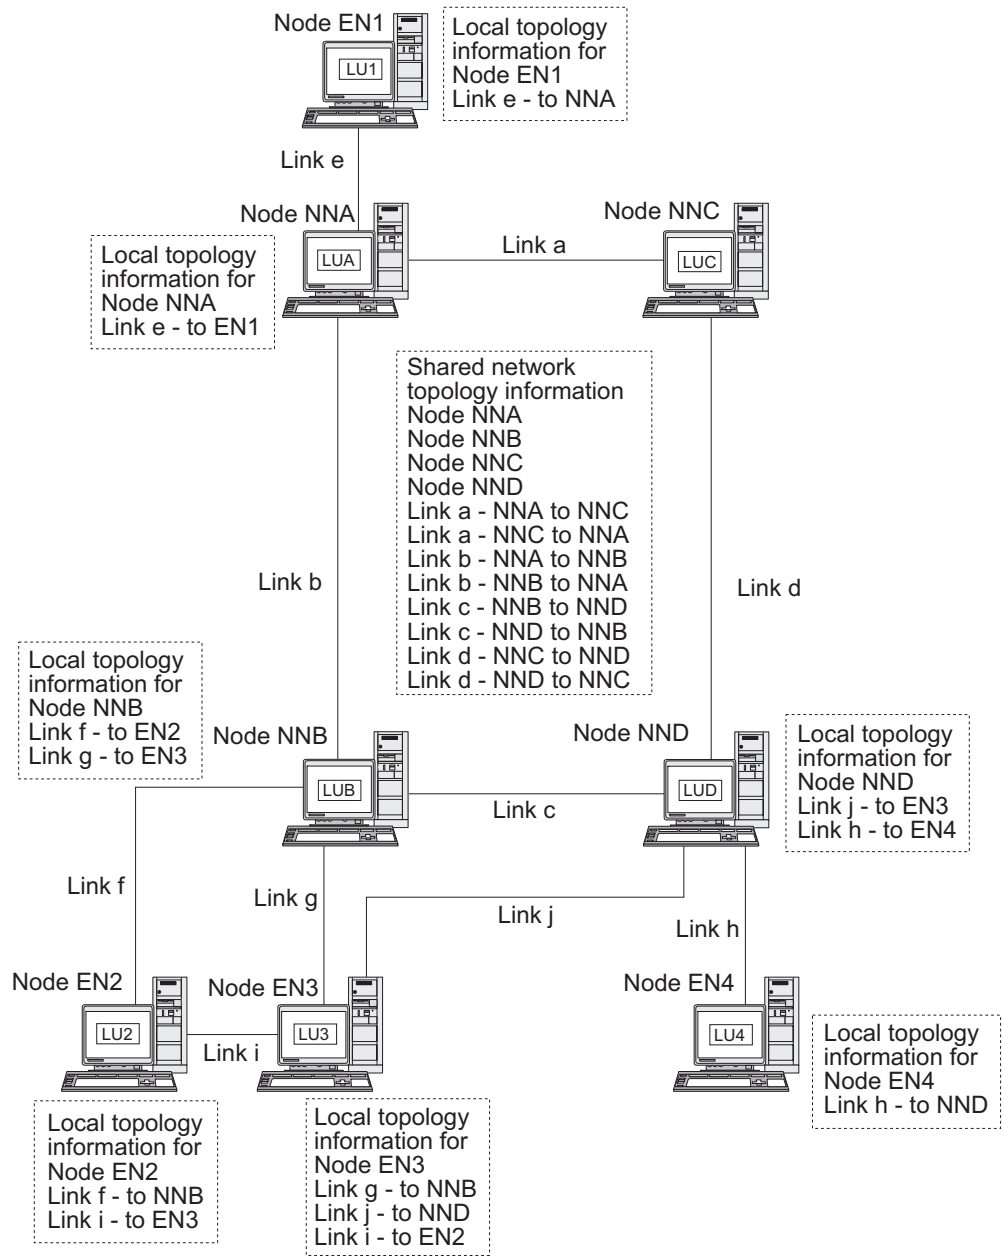 Node EN1
LU1
Local topology
information for
Node EN1
Link e - to NNA
Link e
Node NNA
LUA
Local topology
information for
Node NNA
Link e - to EN1
Link a
Node NNC
LUC
Shared network
topology information
Node NNA
Node NNB
Node NNC
Node NND
Link a - NNA to NNC
Link a - NNC to NNA
Link b - NNA to NNB
Link b - NNB to NNA
Link c - NNB to NND
Link c - NND to NNB
Link d - NNC to NND
Link d - NND to NNC
Link b
Link d
Local topology
information for
Node NNB
Link f - to EN2
Link g - to EN3
Node NNB
LUB
Link c
Node NND
LUD
Local topology
information for
Node NND
Link j - to EN3
Link h - to EN4
Link f
Link g
Link j
Link h
Node EN2
LU2
Link i
Node EN3
LU3
Node EN4
LU4
Local topology
information for
Node EN4
Link h - to NND
Local topology
information for
Node EN2
Link f - to NNB
Link i - to EN3
Local topology
information for
Node EN3
Link g - to NNB
Link j - to NND
Link i - to EN2